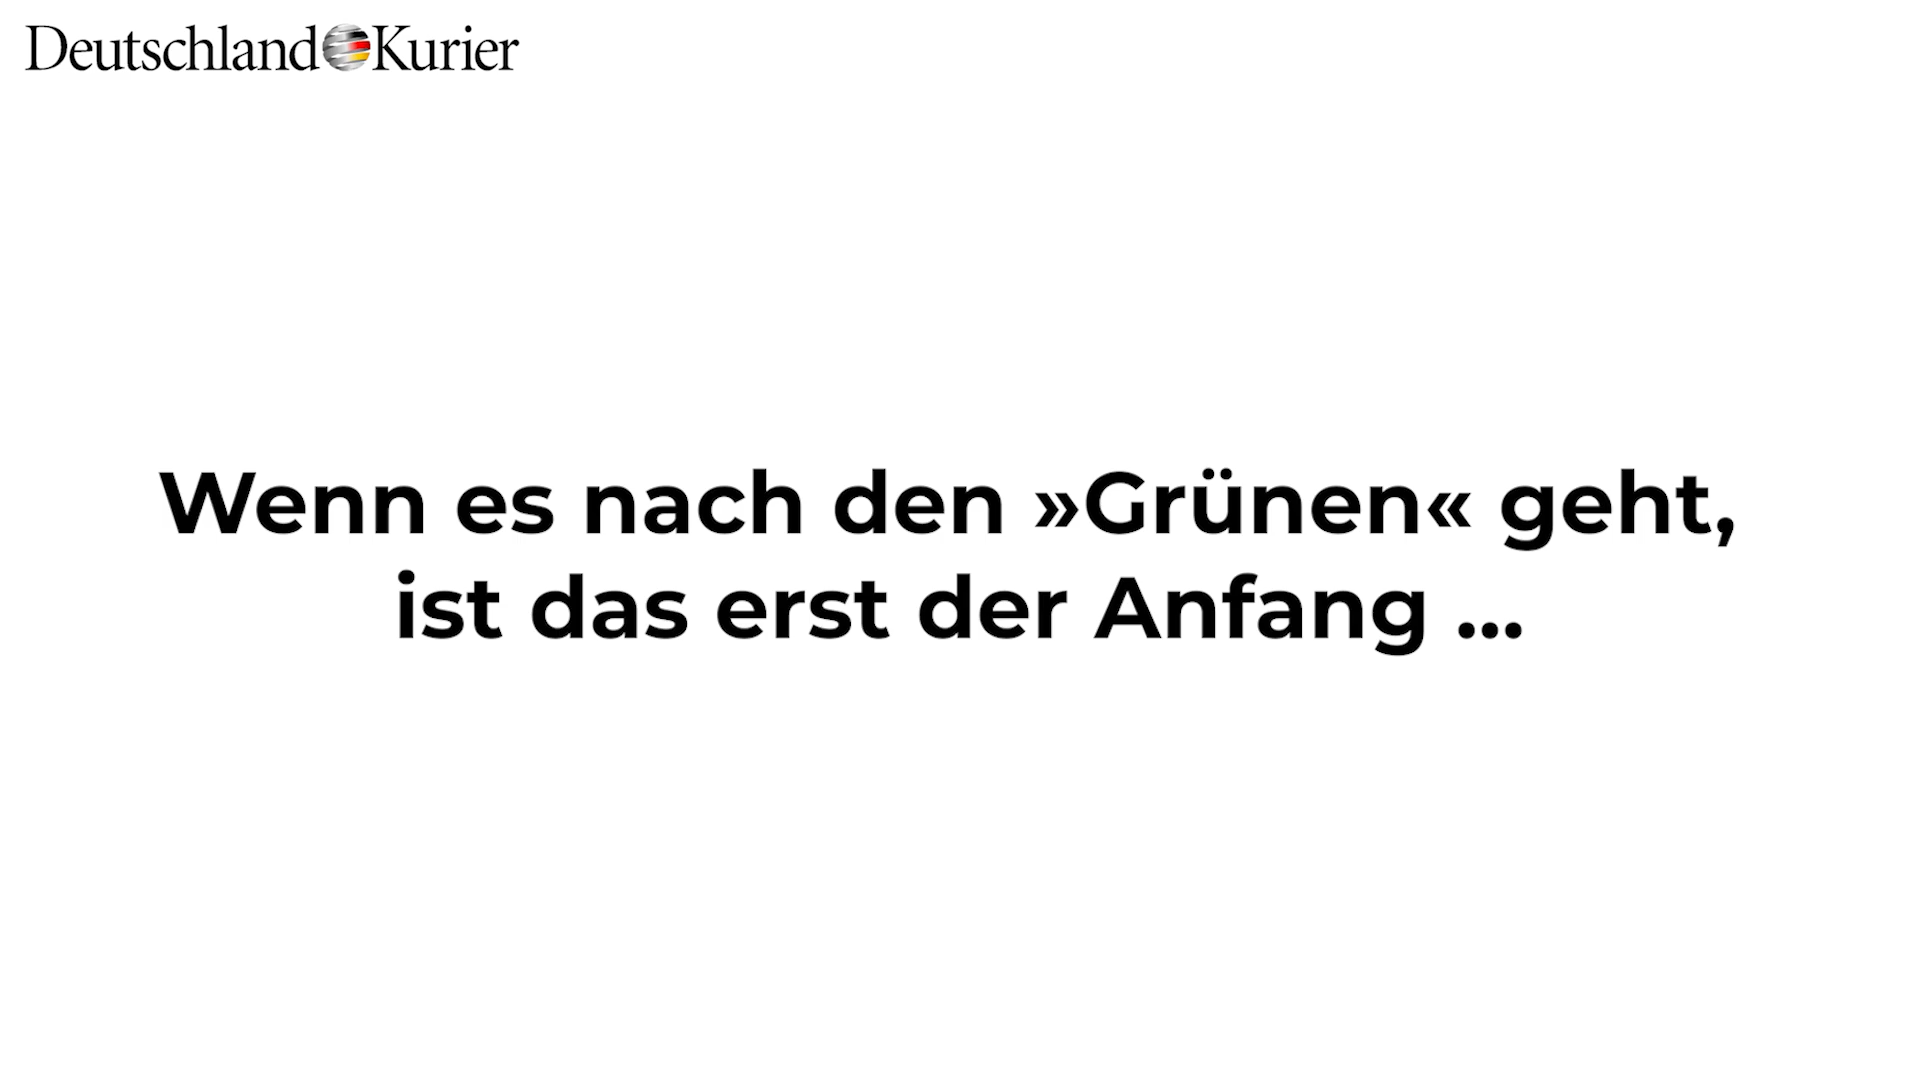 Deutschland Kurier
Wenn es nach den »Grünen« geht,
ist das erst der Anfang ...